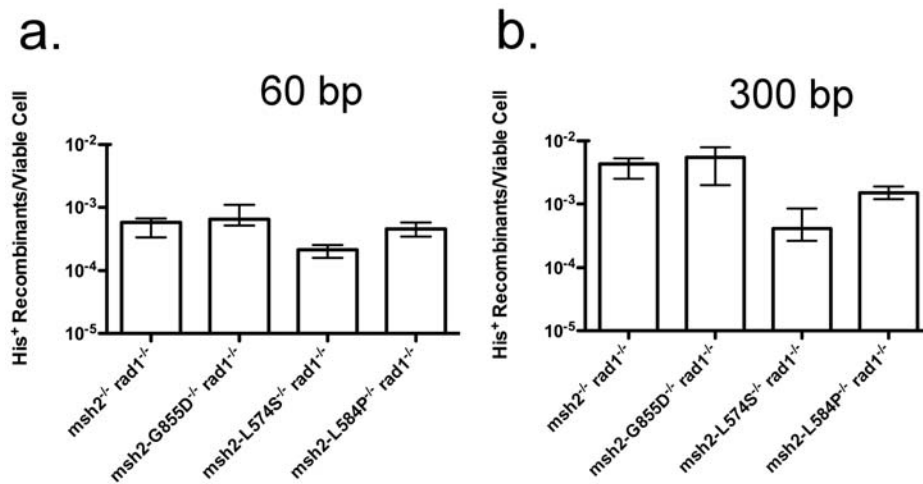 a.
60 bp
His⁺ Recombinants/Viable Cell
10⁻²
10⁻³
10⁻⁴
10⁻⁵
msh2⁻/⁻ rad1⁻/⁻
msh2-G855D⁻/⁻ rad1⁻/⁻
msh2-L574S⁻/⁻ rad1⁻/⁻
msh2-L584P⁻/⁻ rad1⁻/⁻
b.
300 bp
His⁺ Recombinants/Viable Cell
10⁻²
10⁻³
10⁻⁴
10⁻⁵
msh2⁻/⁻ rad1⁻/⁻
msh2-G855D⁻/⁻ rad1⁻/⁻
msh2-L574S⁻/⁻ rad1⁻/⁻
msh2-L584P⁻/⁻ rad1⁻/⁻